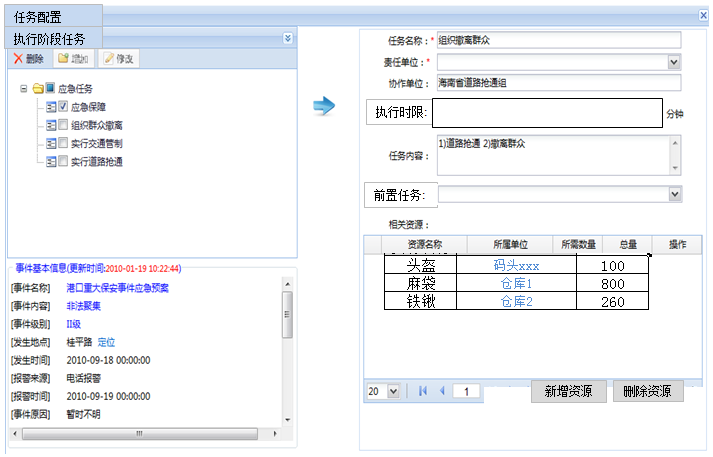 任务配置
执行阶段任务
删除 增加 修改
应急任务
应急保障
组织群众撤离
实行交通管制
实行道路抢通
事件基本信息(更新时间:2010-01-19 10:22:44)
[事件名称] 港口重大保安事件应急预案
[事件内容] 非法聚集
[事件级别] II级
[发生地点] 桂平路 定位
[发生时间] 2010-09-18 00:00:00
[报警来源] 电话报警
[报警时间] 2010-09-19 00:00:00
[事件原因] 暂时不明
任务名称：* 组织撤离群众
责任单位：*
协作单位： 海南省道路抢通组
执行时限: 分钟
任务内容： 1)道路抢通 2)撤离群众
前置任务:
相关资源：
资源名称 所属单位 所需数量 总量 操作
头盔 码头xxx 100
麻袋 仓库1 800
铁锹 仓库2 260
20 1 新增资源 删除资源